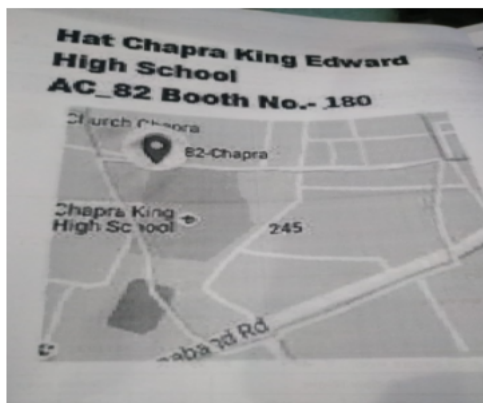 Hat Chapra King Edward
High School
AC_82 Booth No.- 180
Church Chapra
82-Chapra
Chapra King
High School
245
Rd